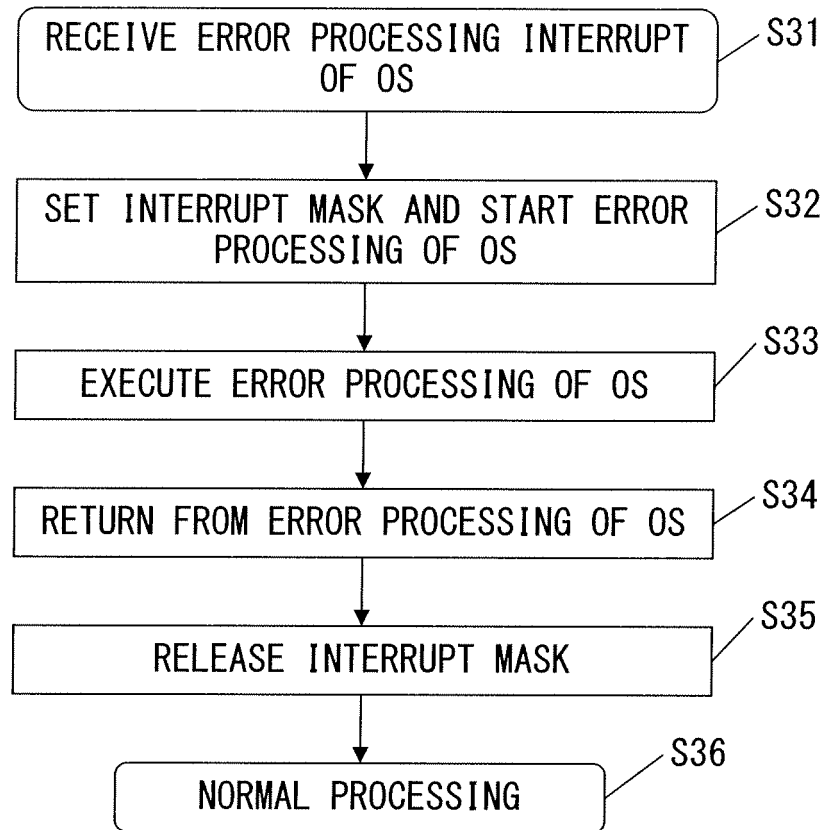 RECEIVE ERROR PROCESSING INTERRUPT
OF OS
S31
SET INTERRUPT MASK AND START ERROR
PROCESSING OF OS
S32
EXECUTE ERROR PROCESSING OF OS
S33
RETURN FROM ERROR PROCESSING OF OS
S34
RELEASE INTERRUPT MASK
S35
NORMAL PROCESSING
S36